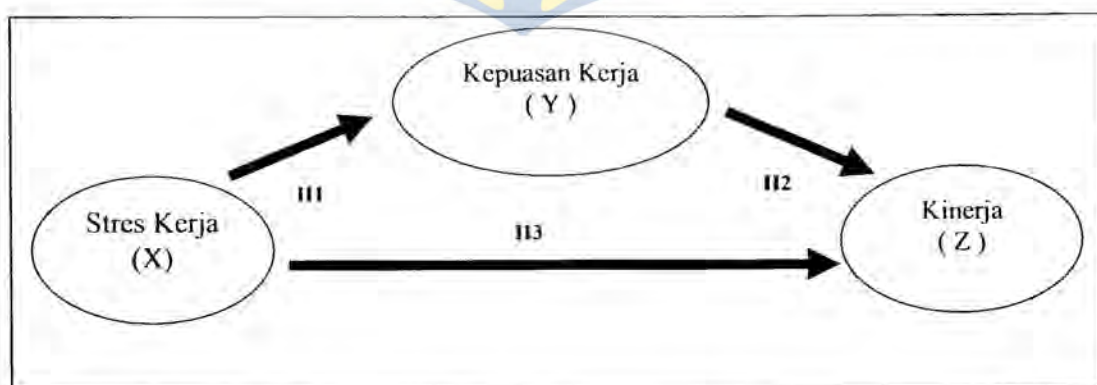 Kepuasan Kerja
( Y )
H1
H2
Stres Kerja
(X)
H3
Kinerja
( Z )